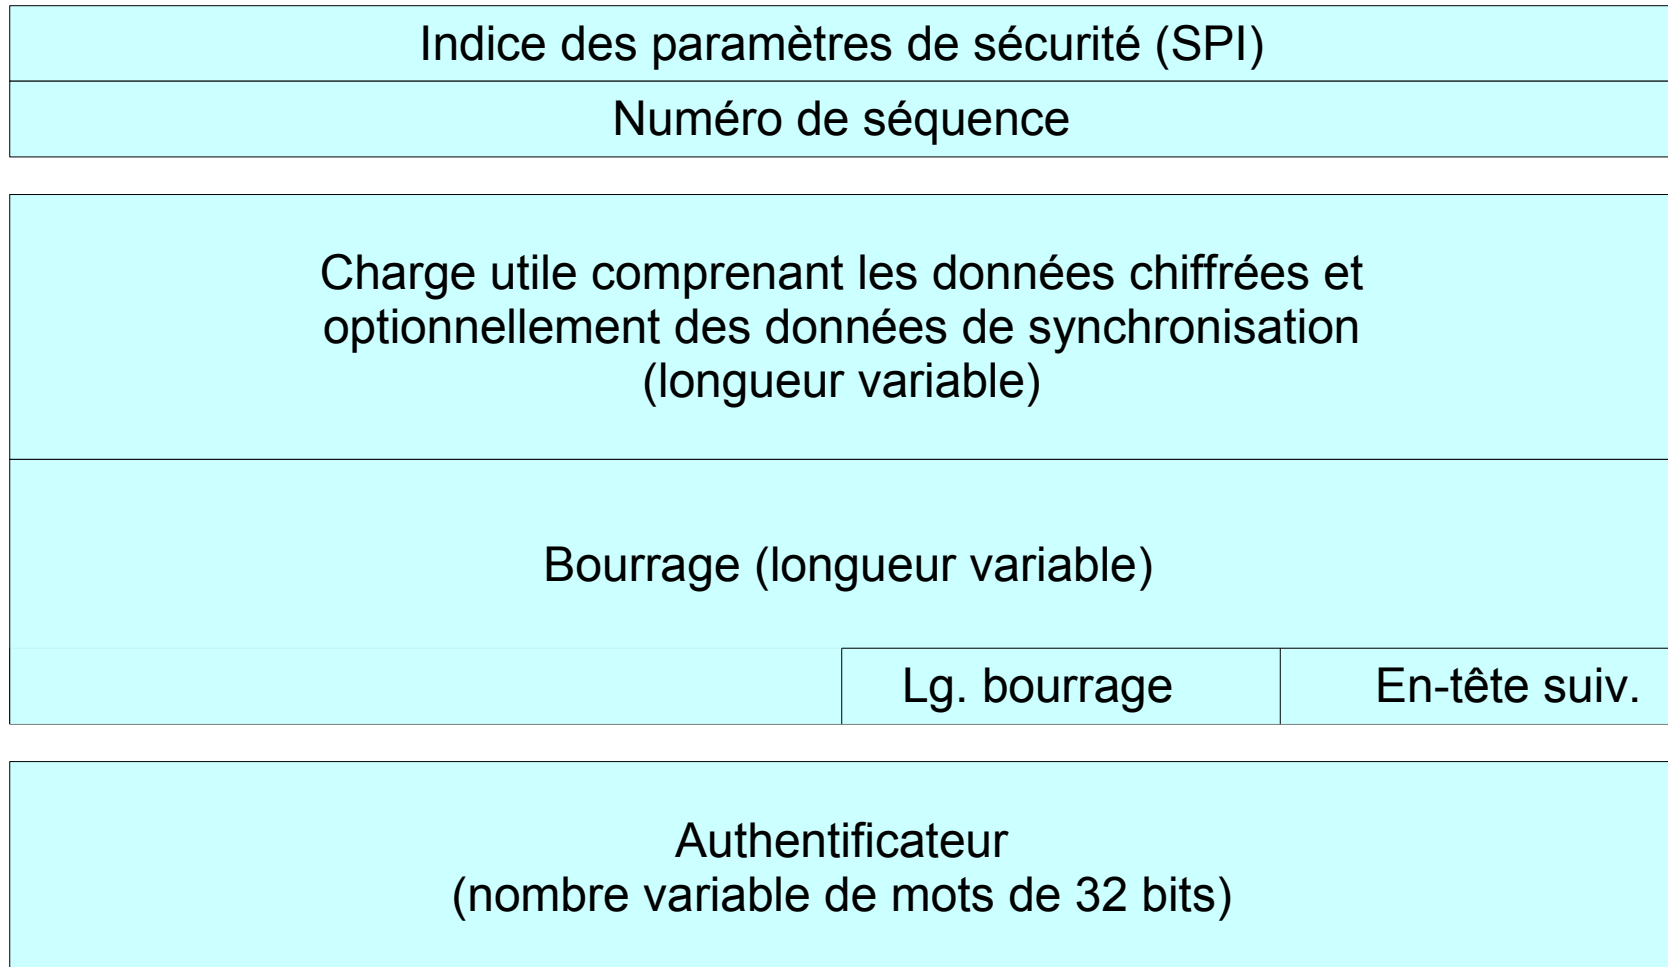 Indice des paramètres de sécurité (SPI)
Numéro de séquence
Charge utile comprenant les données chiffrées et
optionnellement des données de synchronisation
(longueur variable)
Bourrage (longueur variable)
Lg. bourrage
En-tête suiv.
Authentificateur
(nombre variable de mots de 32 bits)